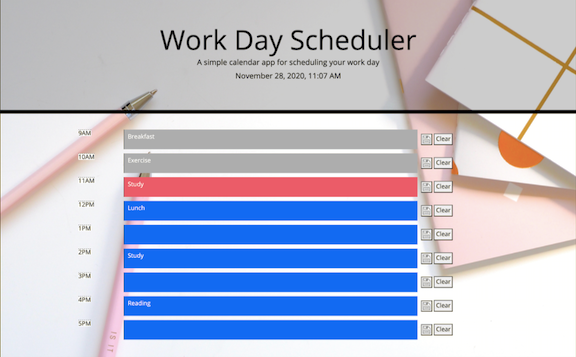 Work Day Scheduler
A simple calendar app for scheduling your work day
November 28, 2020, 11:07 AM
9AM Breakfast Clear
10AM Exercise Clear
11AM Study Clear
12PM Lunch Clear
1PM Clear
2PM Study Clear
3PM Clear
4PM Reading Clear
5PM Clear